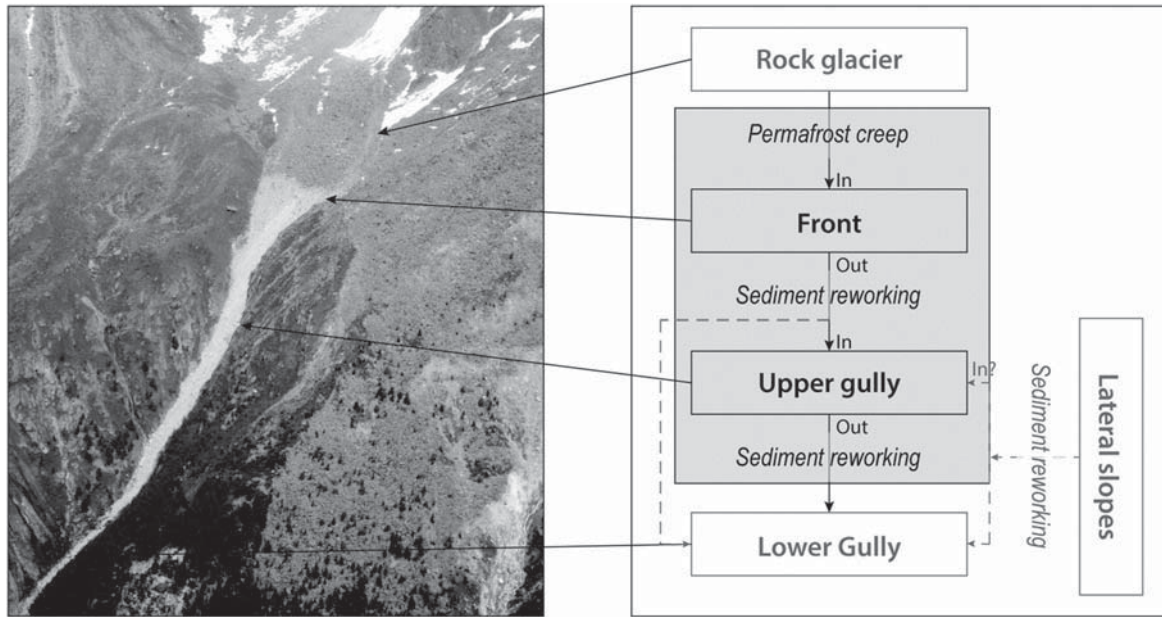 Rock glacier
Permafrost creep
In
Front
Out
Sediment reworking
In
Upper gully
In?
Out
Sediment reworking
Lower Gully
Sediment reworking
Lateral slopes